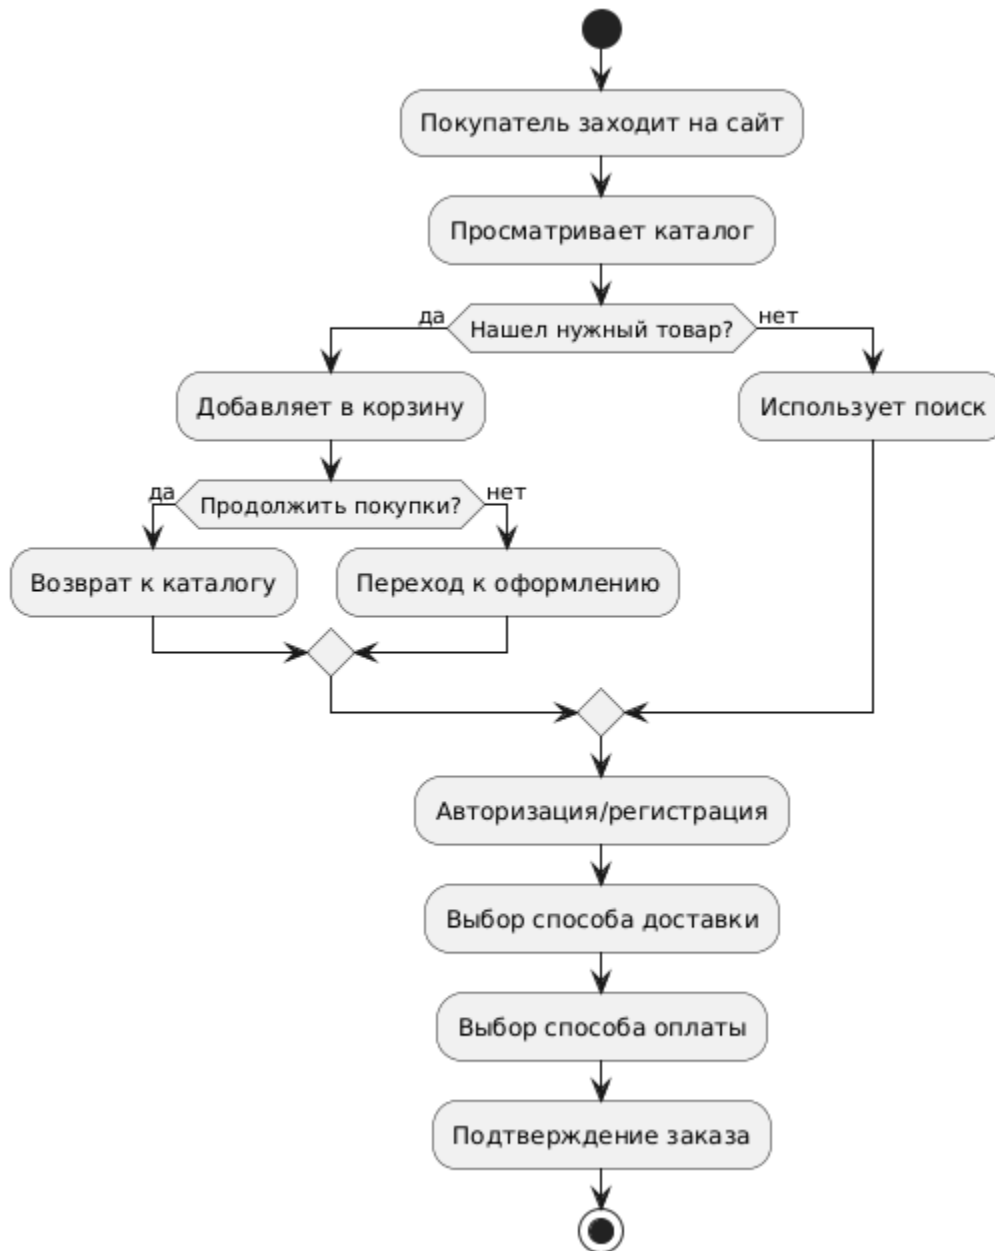 Покупатель заходит на сайт
Просматривает каталог
да
Нашел нужный товар?
нет
Добавляет в корзину
Использует поиск
да
Продолжить покупки?
нет
Возврат к каталогу
Переход к оформлению
Авторизация/регистрация
Выбор способа доставки
Выбор способа оплаты
Подтверждение заказа